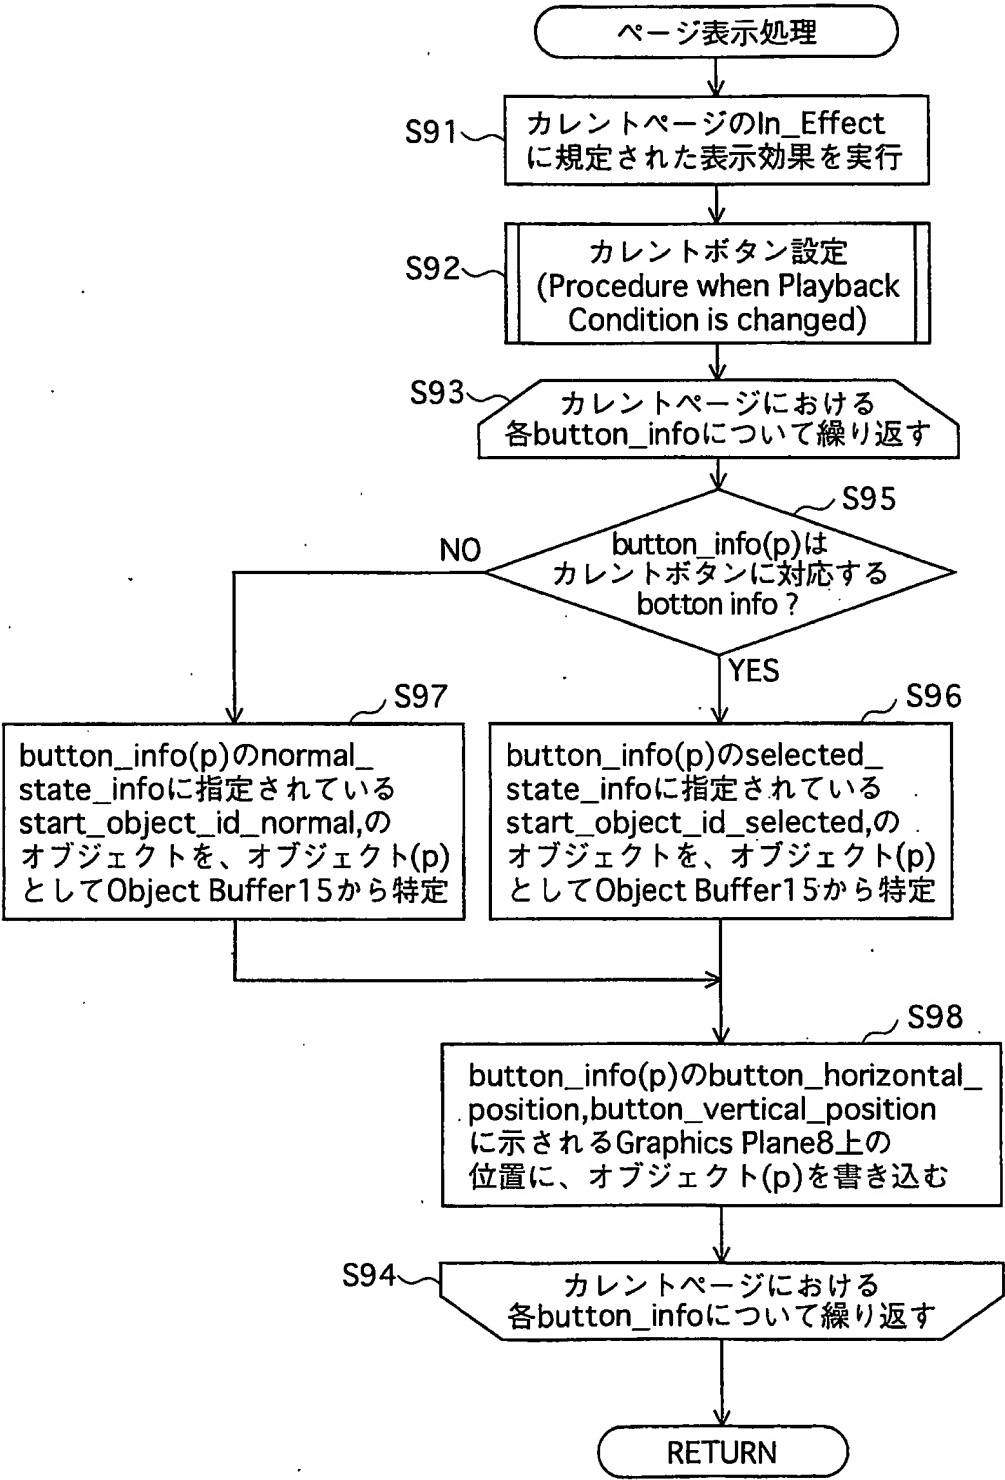 ページ表示処理
S91
カレントページのIn_Effect
に規定された表示効果を実行
S92
カレントボタン設定
(Procedure when Playback
Condition is changed)
S93
カレントページにおける
各button_infoについて繰り返す
S95
button_info(p)は
カレントボタンに対応する
botton info ?
NO
YES
S97
button_info(p)のnormal_
state_infoに指定されている
start_object_id_normal,の
オブジェクトを、オブジェクト(p)
としてObject Buffer15から特定
S96
button_info(p)のselected_
state_infoに指定されている
start_object_id_selected,の
オブジェクトを、オブジェクト(p)
としてObject Buffer15から特定
S98
button_info(p)のbutton_horizontal_
position,button_vertical_position
に示されるGraphics Plane8上の
位置に、オブジェクト(p)を書き込む
S94
カレントページにおける
各button_infoについて繰り返す
RETURN